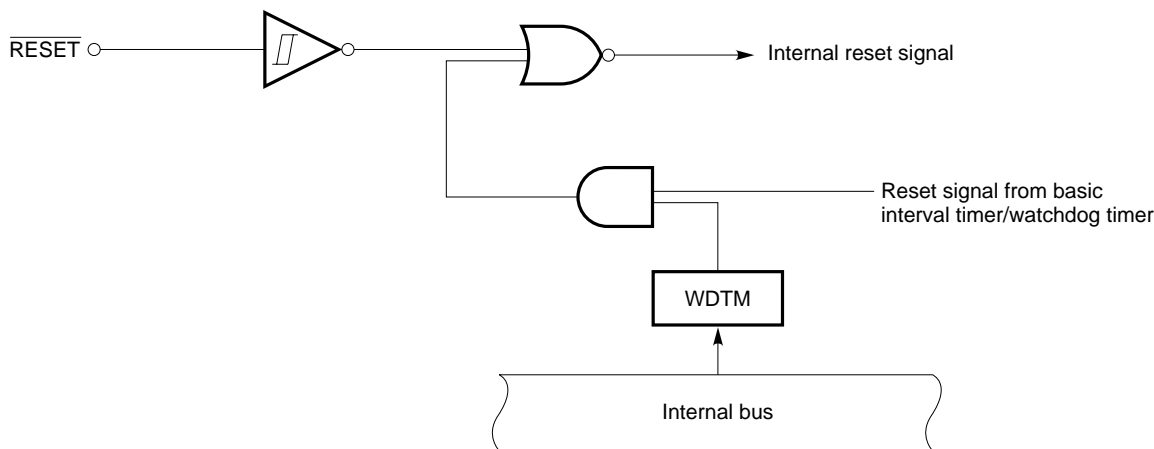 RESET
Internal reset signal
Reset signal from basic
interval timer/watchdog timer
WDTM
Internal bus